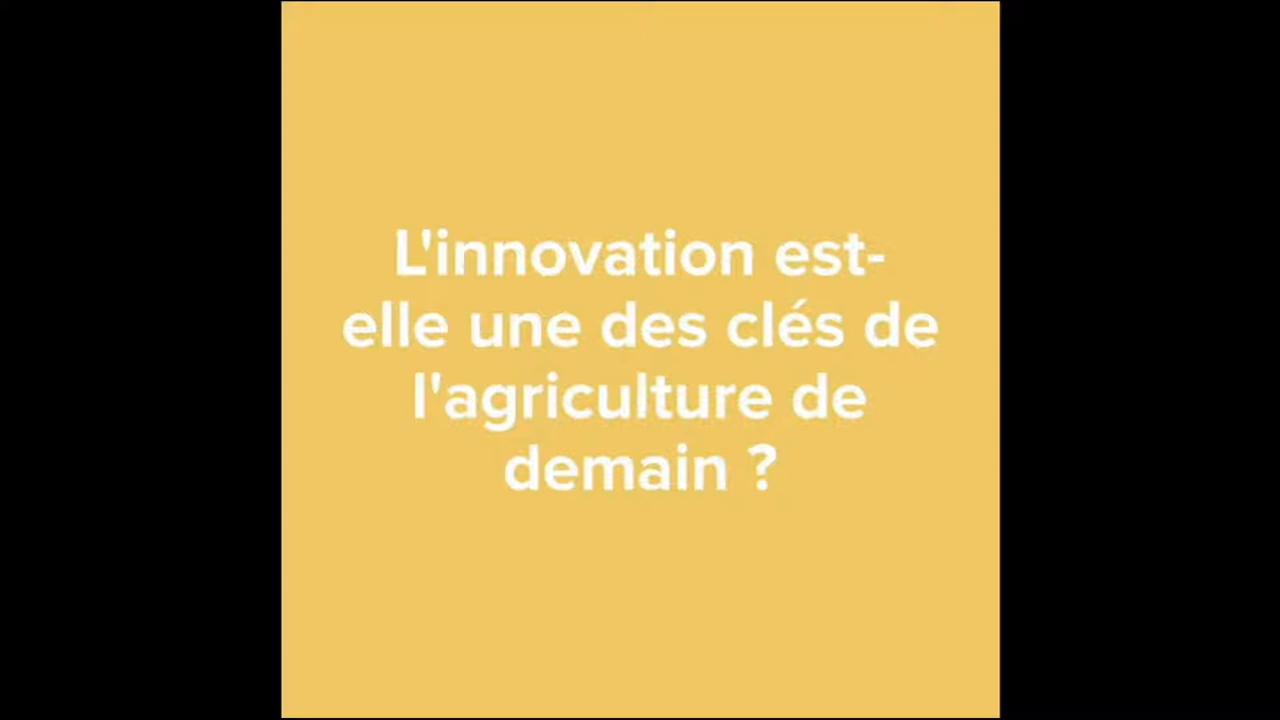 L'innovation est-
elle une des clés de
l'agriculture de
demain ?